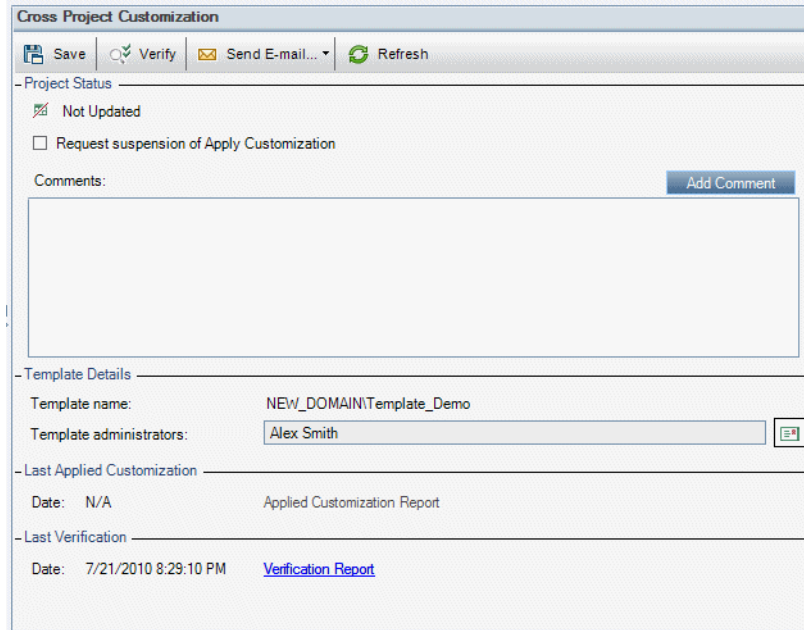 Cross Project Customization
Save Verify Send E-mail... Refresh
Project Status
Not Updated
Request suspension of Apply Customization
Comments: Add Comment
Template Details
Template name: NEW_DOMAIN\Template_Demo
Template administrators: Alex Smith
Last Applied Customization
Date: N/A Applied Customization Report
Last Verification
Date: 7/21/2010 8:29:10 PM Verification Report